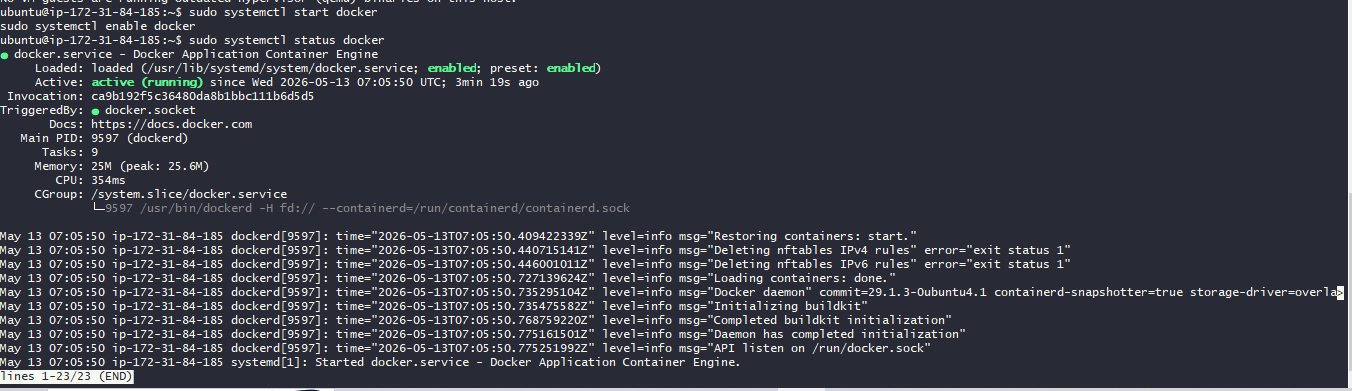 ubuntu@ip-172-31-84-185:~$ sudo systemctl start docker
sudo systemctl enable docker
ubuntu@ip-172-31-84-185:~$ sudo systemctl status docker
● docker.service - Docker Application Container Engine
     Loaded: loaded (/usr/lib/systemd/system/docker.service; enabled; preset: enabled)
     Active: active (running) since Wed 2026-05-13 07:05:50 UTC; 3min 19s ago
 Invocation: ca9b192f5c36480da8b1bbc111b6d5d5
TriggeredBy: ● docker.socket
       Docs: https://docs.docker.com
   Main PID: 9597 (dockerd)
      Tasks: 9
     Memory: 25M (peak: 25.6M)
        CPU: 354ms
     CGroup: /system.slice/docker.service
             └─9597 /usr/bin/dockerd -H fd:// --containerd=/run/containerd/containerd.sock
May 13 07:05:50 ip-172-31-84-185 dockerd[9597]: time="2026-05-13T07:05:50.409422339Z" level=info msg="Restoring containers: start."
May 13 07:05:50 ip-172-31-84-185 dockerd[9597]: time="2026-05-13T07:05:50.440715141Z" level=info msg="Deleting nftables IPv4 rules" error="exit status 1"
May 13 07:05:50 ip-172-31-84-185 dockerd[9597]: time="2026-05-13T07:05:50.446001011Z" level=info msg="Deleting nftables IPv6 rules" error="exit status 1"
May 13 07:05:50 ip-172-31-84-185 dockerd[9597]: time="2026-05-13T07:05:50.727139624Z" level=info msg="Loading containers: done."
May 13 07:05:50 ip-172-31-84-185 dockerd[9597]: time="2026-05-13T07:05:50.735295104Z" level=info msg="Docker daemon" commit=29.1.3-0ubuntu4.1 containerd-snapshotter=true storage-driver=overla>
May 13 07:05:50 ip-172-31-84-185 dockerd[9597]: time="2026-05-13T07:05:50.735475582Z" level=info msg="Initializing buildkit"
May 13 07:05:50 ip-172-31-84-185 dockerd[9597]: time="2026-05-13T07:05:50.768759220Z" level=info msg="Completed buildkit initialization"
May 13 07:05:50 ip-172-31-84-185 dockerd[9597]: time="2026-05-13T07:05:50.775161501Z" level=info msg="Daemon has completed initialization"
May 13 07:05:50 ip-172-31-84-185 dockerd[9597]: time="2026-05-13T07:05:50.775251992Z" level=info msg="API listen on /run/docker.sock"
May 13 07:05:50 ip-172-31-84-185 systemd[1]: Started docker.service - Docker Application Container Engine.
lines 1-23/23 (END)